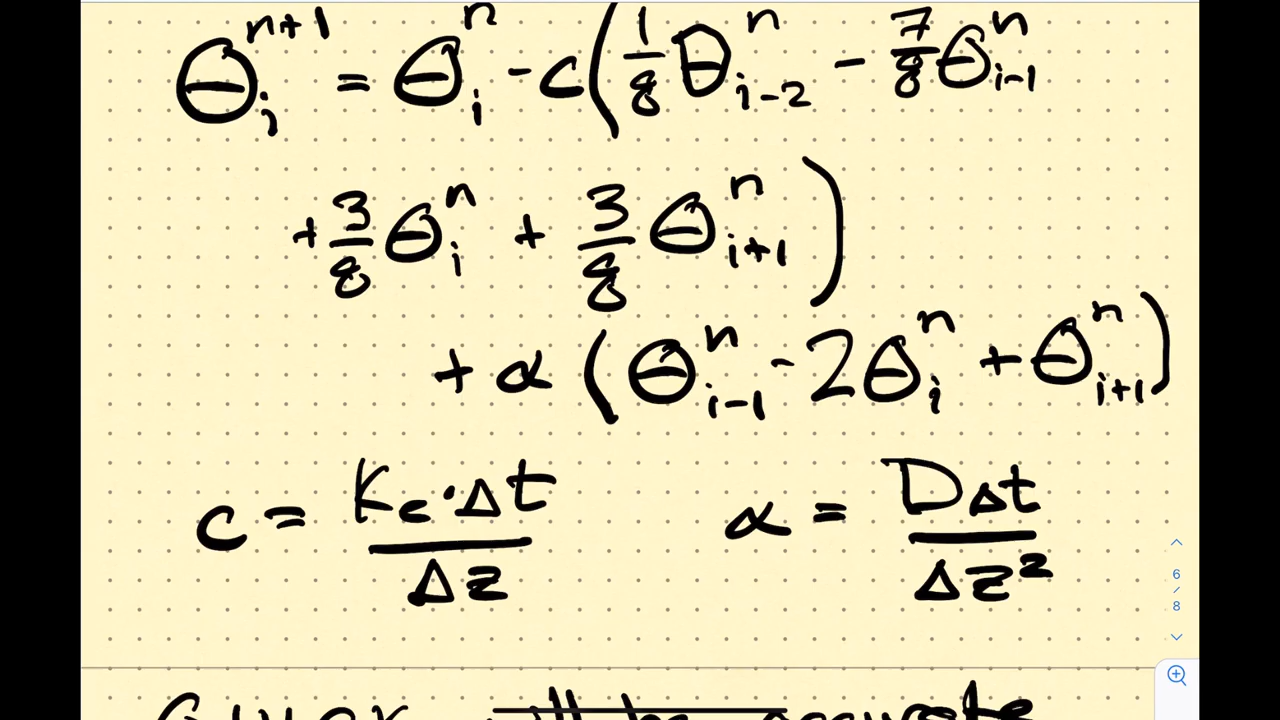 θ_i^{n+1} = θ_i^n - c(1/8 θ_{i-2}^n - 7/8 θ_{i-1}^n
+ 3/8 θ_i^n + 3/8 θ_{i+1}^n)
+ α (θ_{i-1}^n - 2θ_i^n + θ_{i+1}^n)
c = K_c·Δt / Δz α = DΔt / Δz²
6 / 8